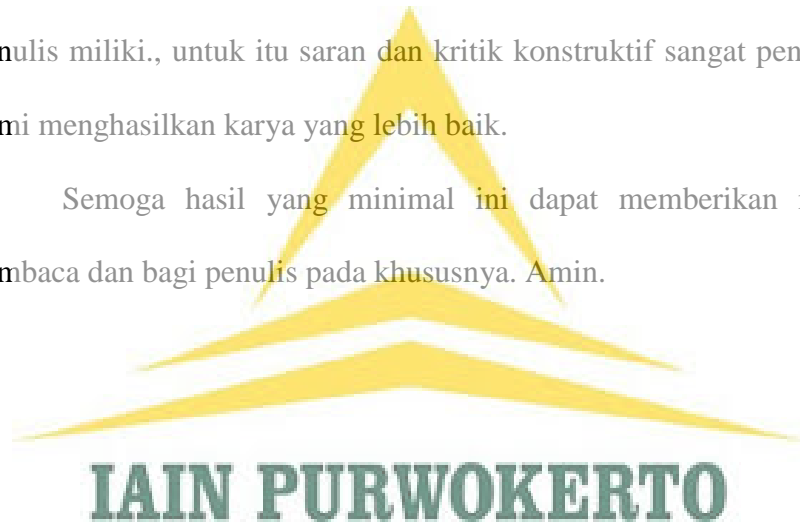 nulis miliki., untuk itu saran dan kritik konstruktif sangat pen
mi menghasilkan karya yang lebih baik.
Semoga hasil yang minimal ini dapat memberikan
mbaca dan bagi penulis pada khususnya. Amin.
IAIN PURWOKERTO